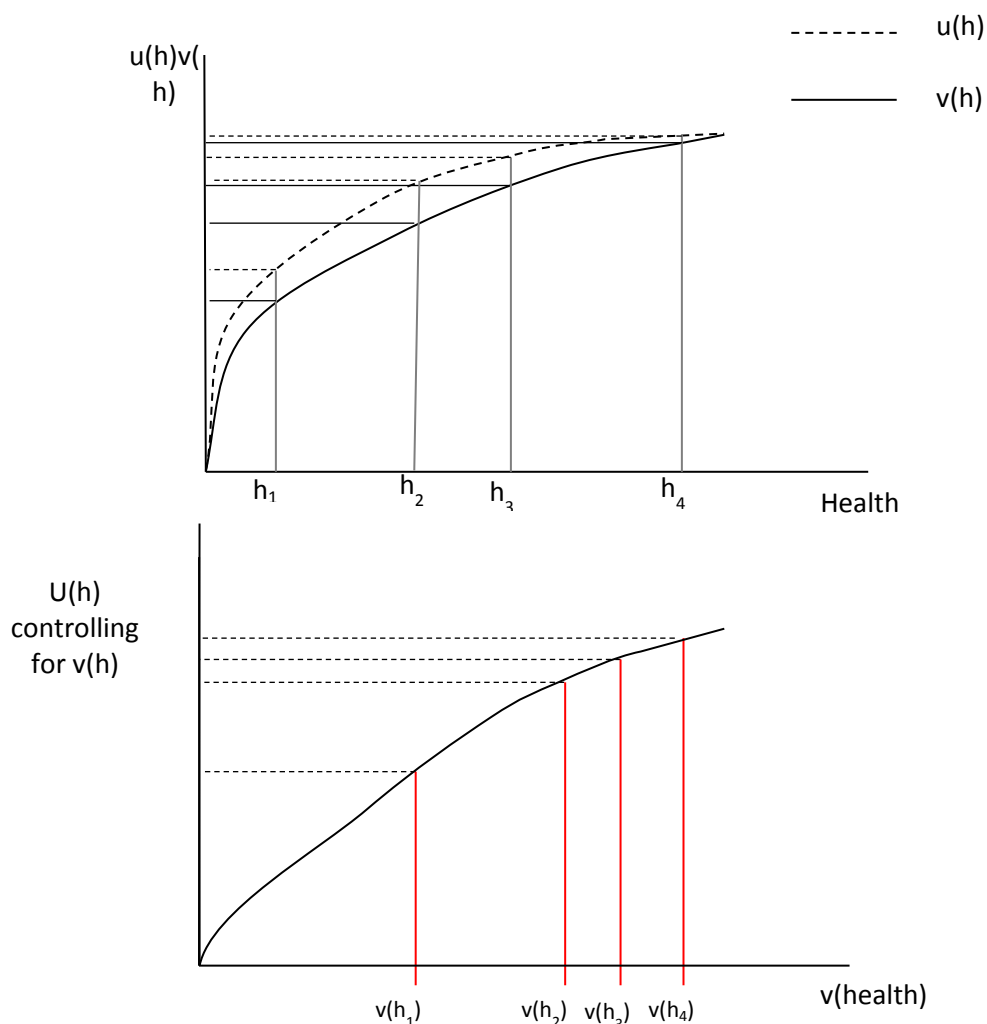 u(h)
u(h)v(
h)
v(h)
h1
h2
h3
h4
Health
U(h)
controlling
for v(h)
v(health)
v(h1)
v(h2)
v(h3)
v(h4)